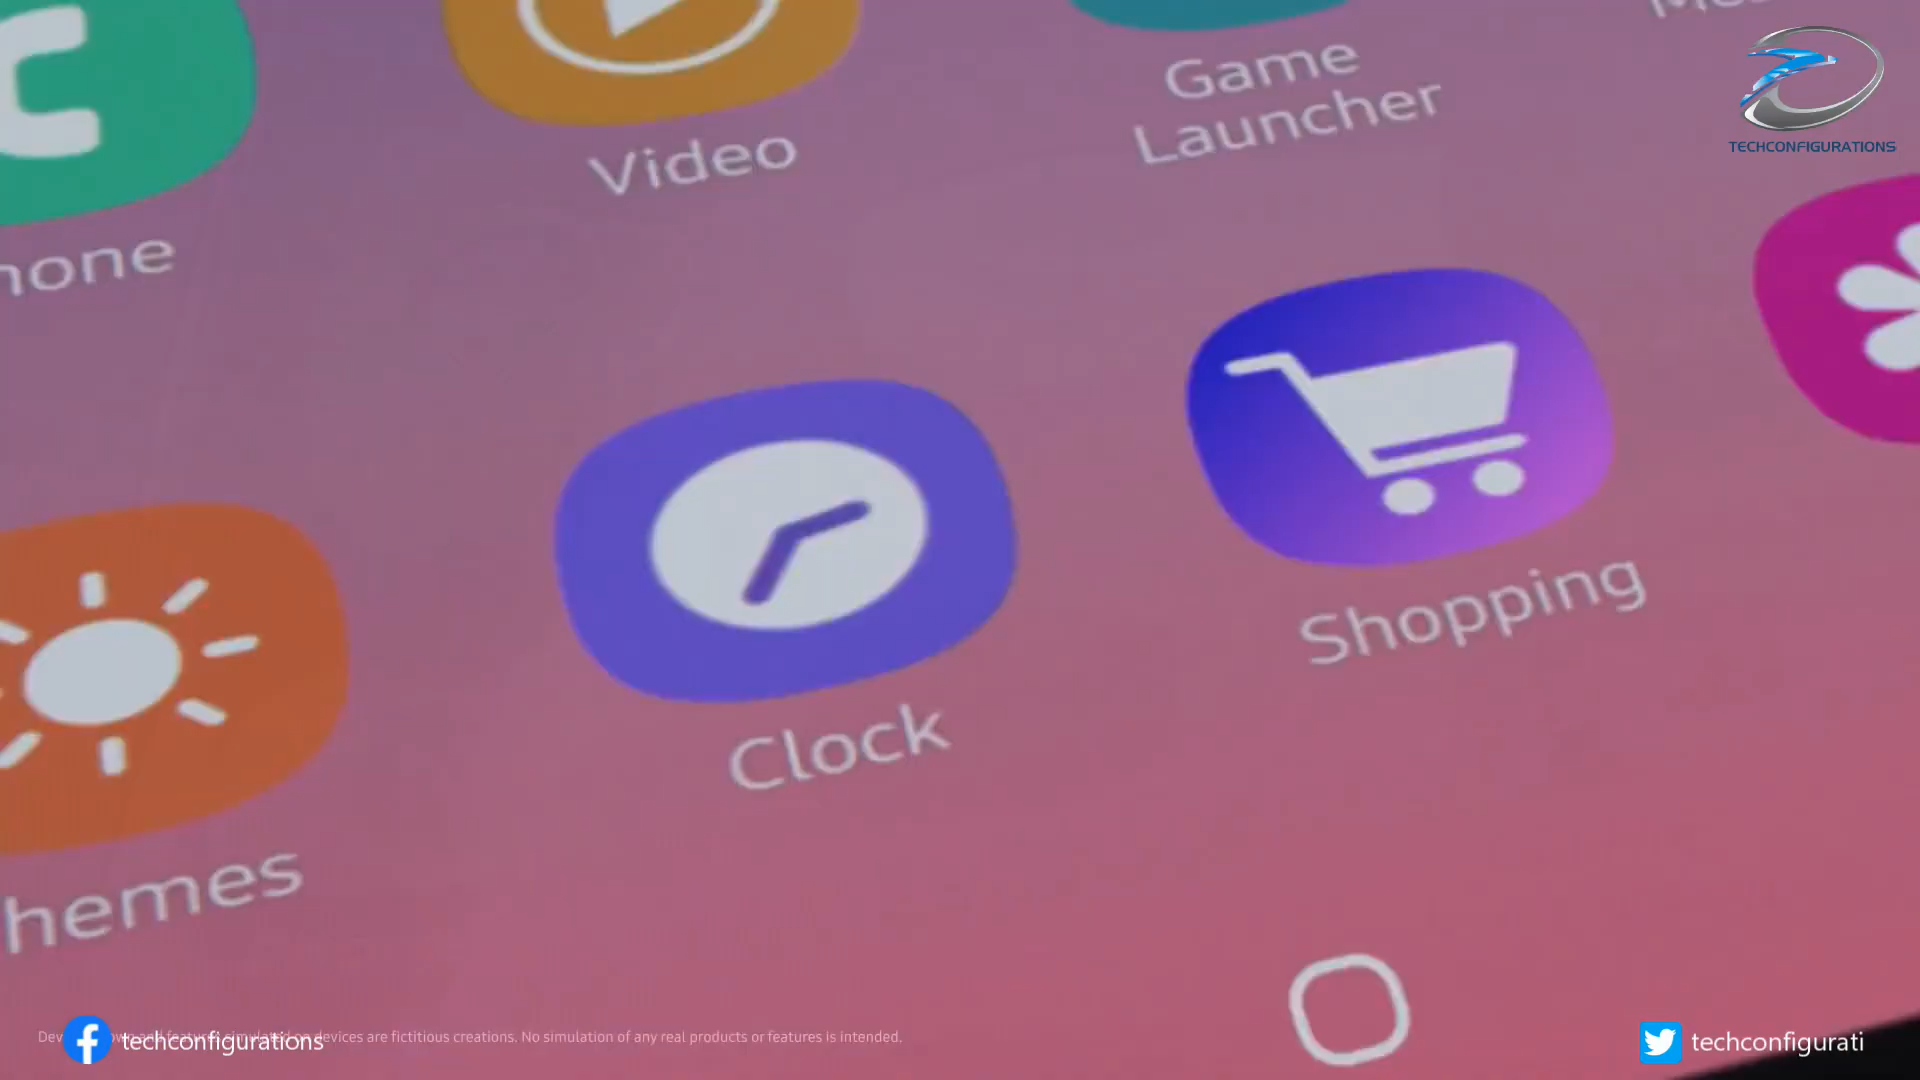 Game
Launcher
Video
TECHCONFIGURATIONS
hone
Shopping
Clock
hemes
devices are fictitious creations. No simulation of any real products or features is intended.
techconfigurations
techconfigurati